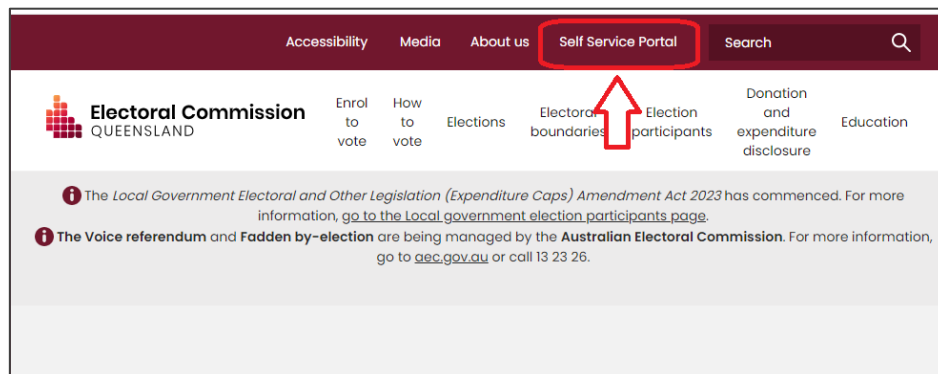 Accessibility Media About us Self Service Portal Search
Electoral Commission
QUEENSLAND
Enrol
to
vote
How
to
vote
Elections
Electoral
boundaries
Election
participants
Donation
and
expenditure
disclosure
Education
The Local Government Electoral and Other Legislation (Expenditure Caps) Amendment Act 2023 has commenced. For more
information, go to the Local government election participants page.
The Voice referendum and Fadden by-election are being managed by the Australian Electoral Commission. For more information,
go to aec.gov.au or call 13 23 26.